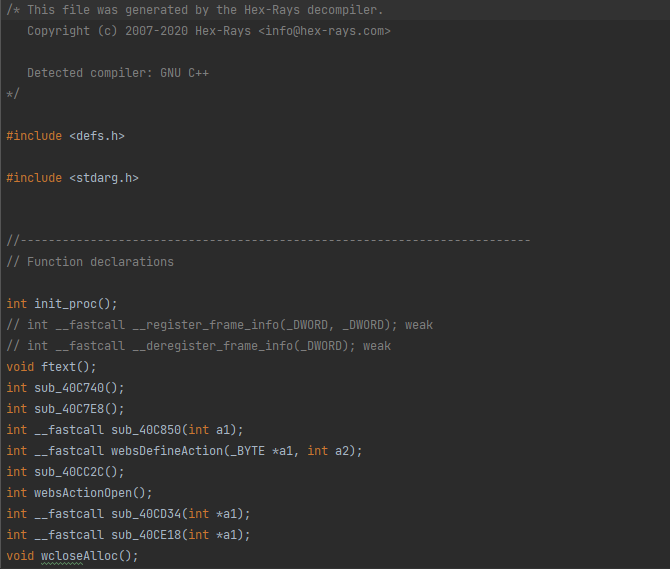 /* This file was generated by the Hex-Rays decompiler.
   Copyright (c) 2007-2020 Hex-Rays <info@hex-rays.com>
   Detected compiler: GNU C++
*/
#include <defs.h>
#include <stdarg.h>
//-------------------------------------------------------------------------
// Function declarations
int init_proc();
// int __fastcall __register_frame_info(_DWORD, _DWORD); weak
// int __fastcall __deregister_frame_info(_DWORD); weak
void ftext();
int sub_40C740();
int sub_40C7E8();
int __fastcall sub_40C850(int a1);
int __fastcall websDefineAction(_BYTE *a1, int a2);
int sub_40CC2C();
int websActionOpen();
int __fastcall sub_40CD34(int *a1);
int __fastcall sub_40CE18(int *a1);
void wcloseAlloc();